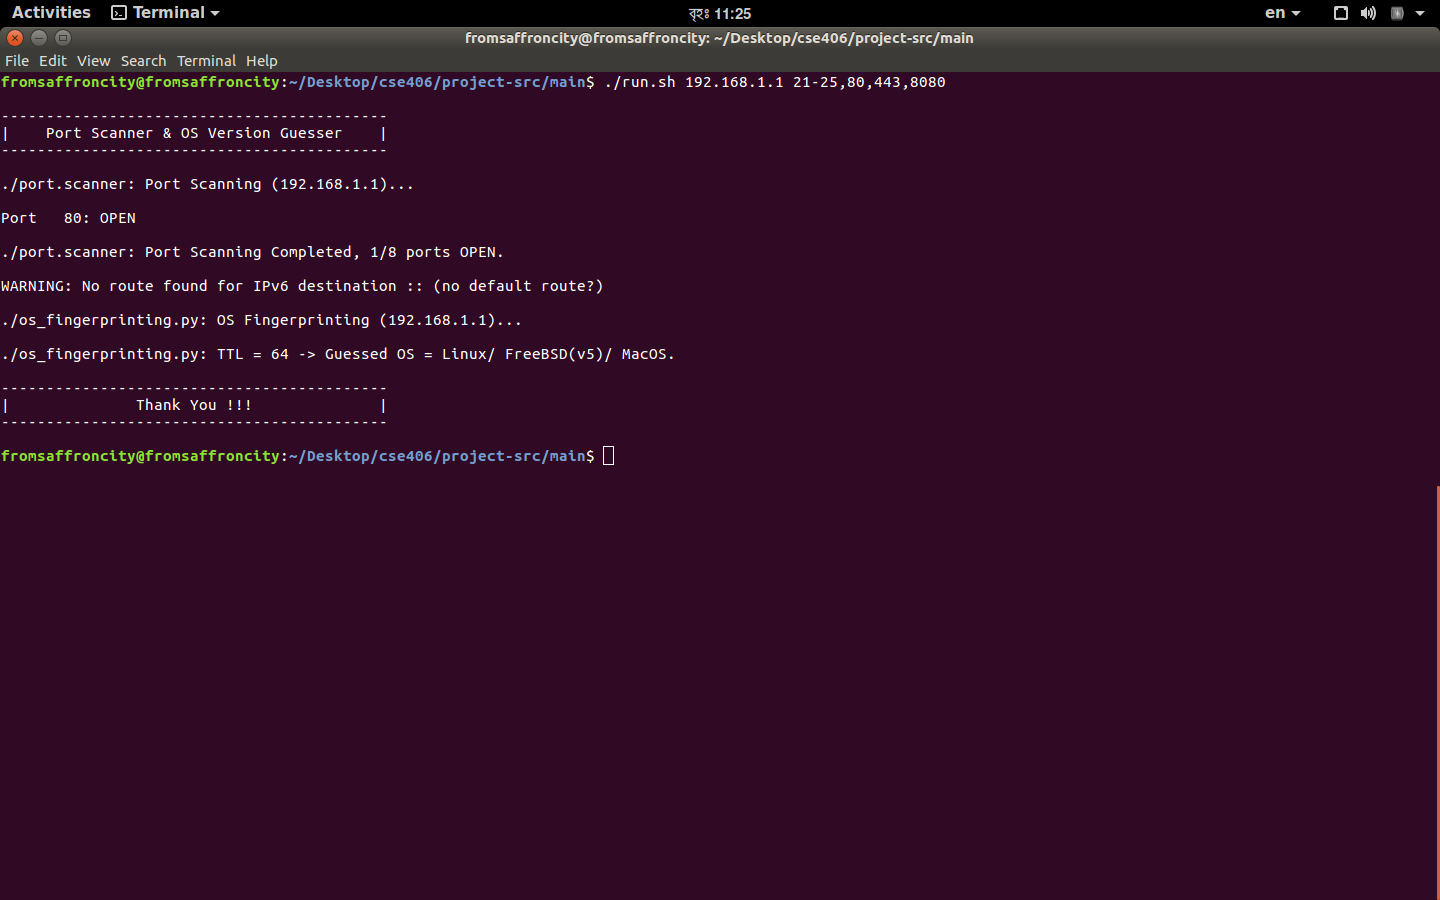 Activities Terminal বৃহঃ 11:25 en
fromsaffroncity@fromsaffroncity: ~/Desktop/cse406/project-src/main
File Edit View Search Terminal Help
fromsaffroncity@fromsaffroncity:~/Desktop/cse406/project-src/main$ ./run.sh 192.168.1.1 21-25,80,443,8080
-------------------------------------------
|    Port Scanner & OS Version Guesser    |
-------------------------------------------
./port.scanner: Port Scanning (192.168.1.1)...
Port   80: OPEN
./port.scanner: Port Scanning Completed, 1/8 ports OPEN.
WARNING: No route found for IPv6 destination :: (no default route?)
./os_fingerprinting.py: OS Fingerprinting (192.168.1.1)...
./os_fingerprinting.py: TTL = 64 -> Guessed OS = Linux/ FreeBSD(v5)/ MacOS.
-------------------------------------------
|              Thank You !!!              |
-------------------------------------------
fromsaffroncity@fromsaffroncity:~/Desktop/cse406/project-src/main$